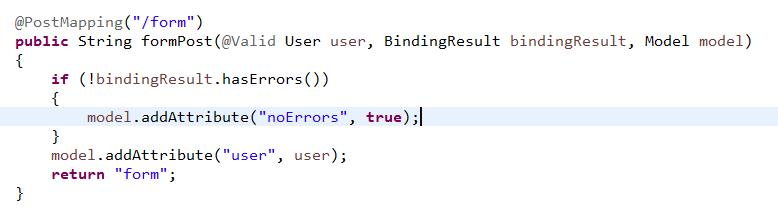 @PostMapping("/form")
public String formPost(@Valid User user, BindingResult bindingResult, Model model)
{
    if (!bindingResult.hasErrors())
    {
        model.addAttribute("noErrors", true);
    }
    model.addAttribute("user", user);
    return "form";
}